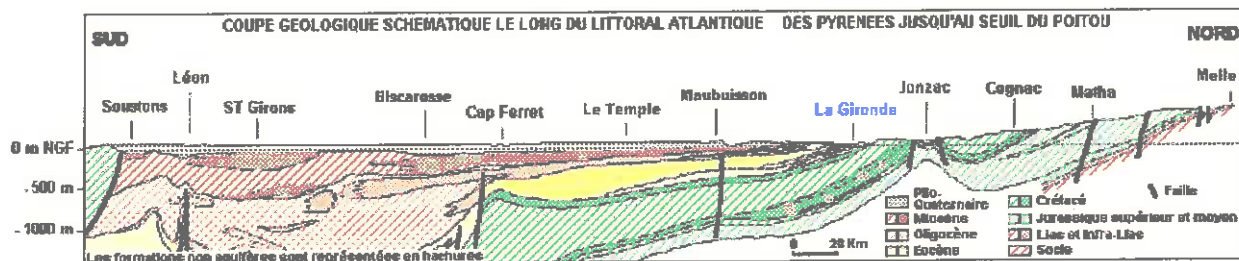 COUPE GEOLOGIQUE SCHEMATIQUE LE LONG DU LITTORAL ATLANTIQUE DES PYRENEES JUSQU'AU SEUIL DU POITOU
SUD
NORD
Léon
Soustons
ST Girons
Biscarosse
Cap Ferret
Le Temple
Maubuisson
La Gironde
Jonzac
Cognac
Matha
Melle
0 m NGF
- 500 m
- 1000 m
Plio-Quaternaire
Miocène
Oligocène
Eocène
Crétacé
Jurassique supérieur et moyen
Lias et Infra-Lias
Socle
Faille
0 28 Km
Les formations non aquifères sont représentées en hachures